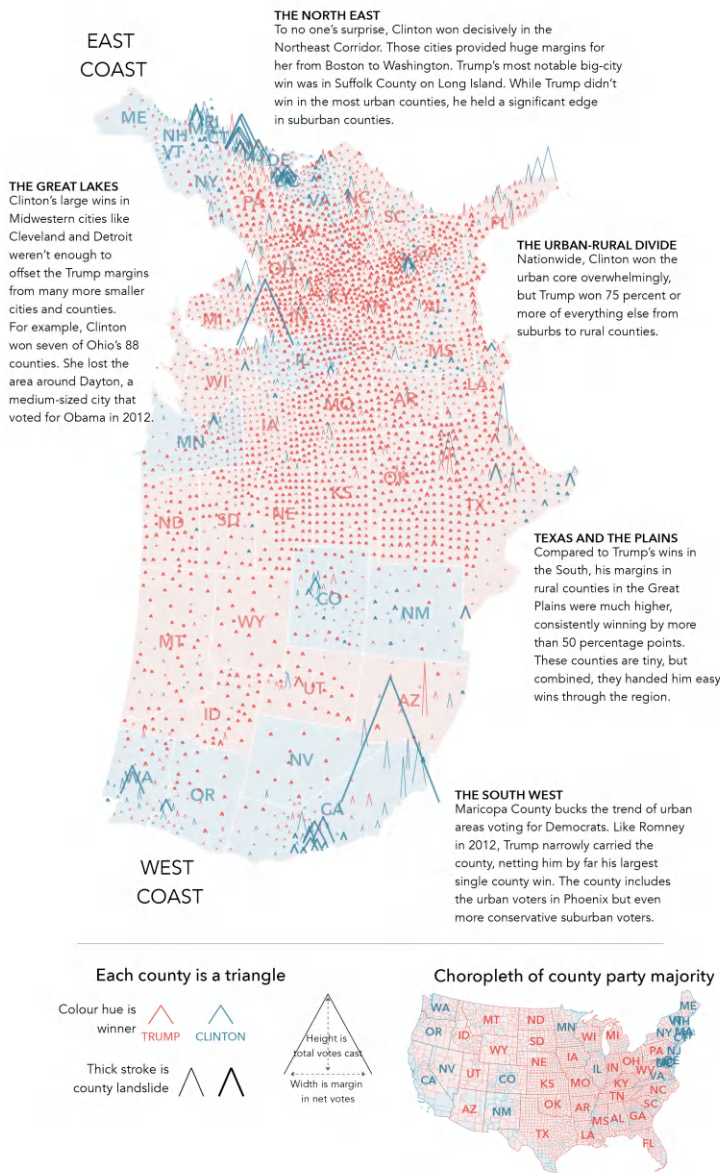 THE NORTH EAST
To no one's surprise, Clinton won decisively in the
Northeast Corridor. Those cities provided huge margins for
her from Boston to Washington. Trump's most notable big-city
win was in Suffolk County on Long Island. While Trump didn't
win in the most urban counties, he held a significant edge
in suburban counties.
EAST
COAST
ME
NH
VT
NY
DE
PA
VA
NC
SC
FL
THE GREAT LAKES
Clinton's large wins in
Midwestern cities like
Cleveland and Detroit
weren't enough to
offset the Trump margins
from many more smaller
cities and counties.
For example, Clinton
won seven of Ohio's 88
counties. She lost the
area around Dayton, a
medium-sized city that
voted for Obama in 2012.
WV
OH
GA
KY
TN
AL
MI
IN
IL
MS
WI
LA
MO
AR
IA
MN
THE URBAN-RURAL DIVIDE
Nationwide, Clinton won the
urban core overwhelmingly,
but Trump won 75 percent or
more of everything else from
suburbs to rural counties.
OK
KS
TX
NE
SD
ND
TEXAS AND THE PLAINS
Compared to Trump's wins in
the South, his margins in
rural counties in the Great
Plains were much higher,
consistently winning by more
than 50 percentage points.
These counties are tiny, but
combined, they handed him easy
wins through the region.
CO
NM
WY
MT
UT
AZ
ID
NV
WA
OR
CA
THE SOUTH WEST
Maricopa County bucks the trend of urban
areas voting for Democrats. Like Romney
in 2012, Trump narrowly carried the
county, netting him by far his largest
single county win. The county includes
the urban voters in Phoenix but even
more conservative suburban voters.
WEST
COAST
Each county is a triangle
Colour hue is
winner
TRUMP
CLINTON
Thick stroke is
county landslide
Height is
total votes cast
Width is margin
in net votes
Choropleth of county party majority
WA
MT
ND
MN
ME
OR
ID
SD
WI
MI
NY
WY
PA
NJ
NV
NE
IA
IL
IN
OH
WV
CA
UT
CO
KS
MO
KY
VA
NC
TN
SC
AZ
NM
OK
AR
MS
AL
GA
TX
LA
FL